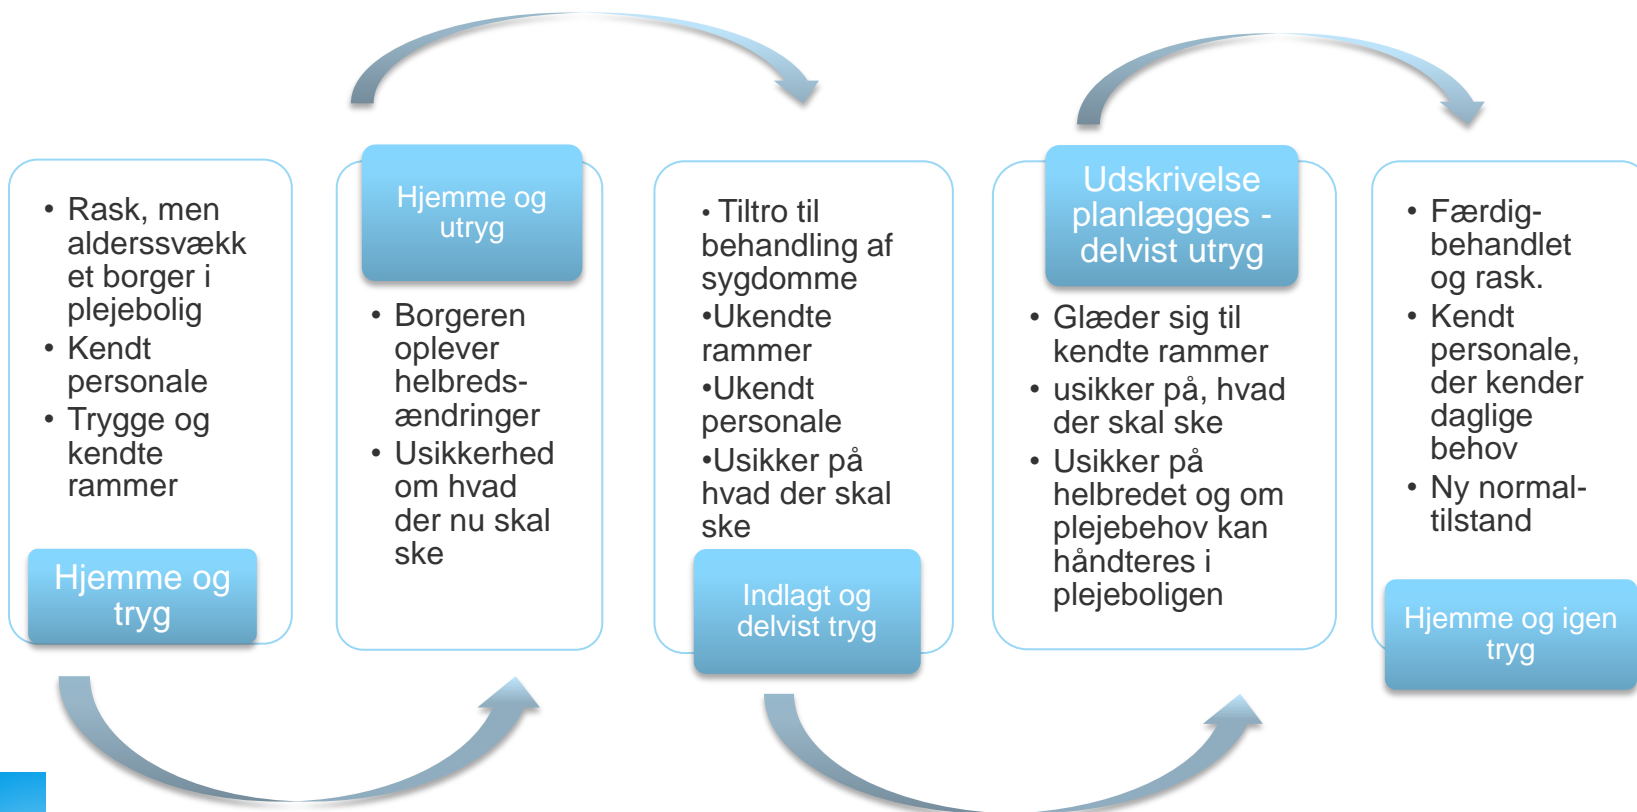 • Rask, men
alderssvækk
et borger i
plejebolig
• Kendt
personale
• Trygge og
kendte
rammer
Hjemme og
tryg
Hjemme og
utryg
• Borgeren
oplever
helbreds-
ændringer
• Usikkerhed
om hvad
der nu skal
ske
• Tiltro til
behandling af
sygdomme
•Ukendte
rammer
•Ukendt
personale
•Usikker på
hvad der skal
ske
Indlagt og
delvist tryg
Udskrivelse
planlægges -
delvist utryg
• Glæder sig til
kendte rammer
• usikker på, hvad
der skal ske
• Usikker på
helbredet og om
plejebehov kan
håndteres i
plejeboligen
• Færdig-
behandlet
og rask.
• Kendt
personale,
der kender
daglige
behov
• Ny normal-
tilstand
Hjemme og igen
tryg